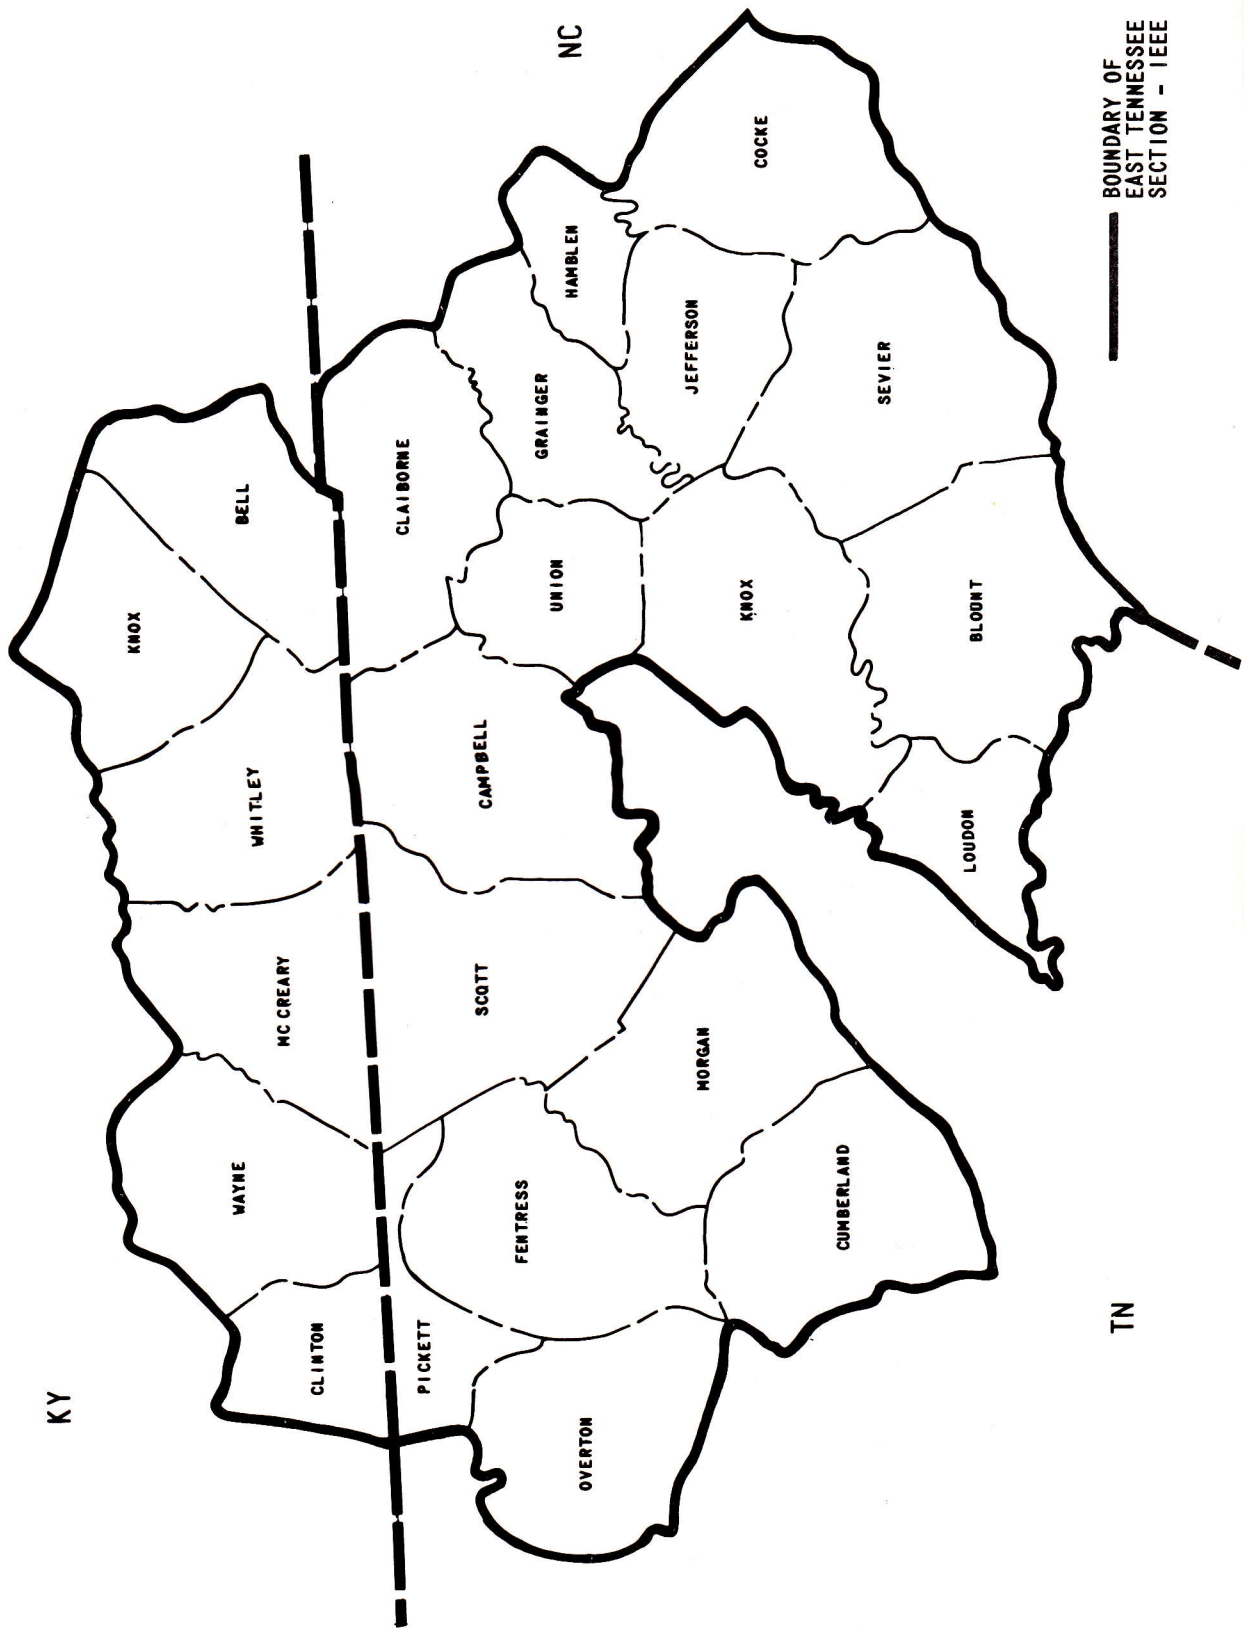 KY
NC
TN
KNOX
BELL
WHITLEY
MC CREARY
WAYNE
CLINTON
PICKETT
CLAIBORNE
CAMPBELL
SCOTT
FENTRESS
OVERTON
HAMBLEN
GRAINGER
UNION
MORGAN
CUMBERLAND
COCKE
JEFFERSON
KNOX
SEVIER
BLOUNT
LOUDON
BOUNDARY OF
EAST TENNESSEE
SECTION - IEEE